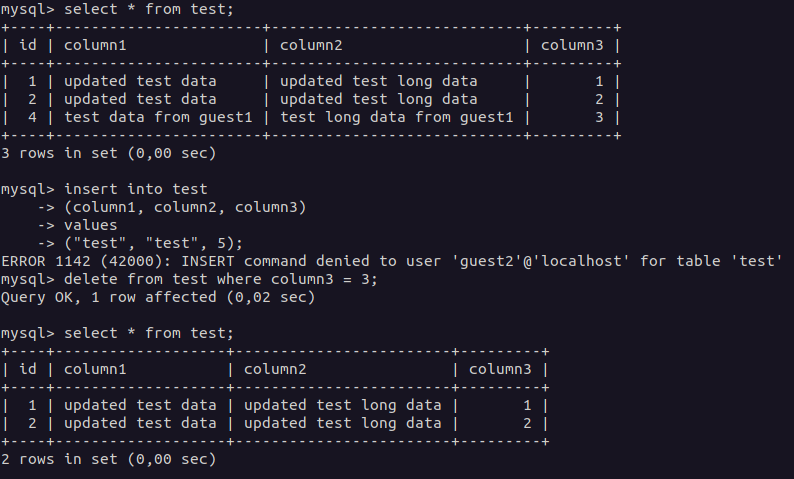 mysql> select * from test;
+----+-----------------------+----------------------------+---------+
| id | column1               | column2                    | column3 |
+----+-----------------------+----------------------------+---------+
|  1 | updated test data     | updated test long data     |       1 |
|  2 | updated test data     | updated test long data     |       2 |
|  4 | test data from guest1 | test long data from guest1 |       3 |
+----+-----------------------+----------------------------+---------+
3 rows in set (0,00 sec)

mysql> insert into test
    -> (column1, column2, column3)
    -> values
    -> ("test", "test", 5);
ERROR 1142 (42000): INSERT command denied to user 'guest2'@'localhost' for table 'test'
mysql> delete from test where column3 = 3;
Query OK, 1 row affected (0,02 sec)

mysql> select * from test;
+----+-------------------+------------------------+---------+
| id | column1           | column2                | column3 |
+----+-------------------+------------------------+---------+
|  1 | updated test data | updated test long data |       1 |
|  2 | updated test data | updated test long data |       2 |
+----+-------------------+------------------------+---------+
2 rows in set (0,00 sec)